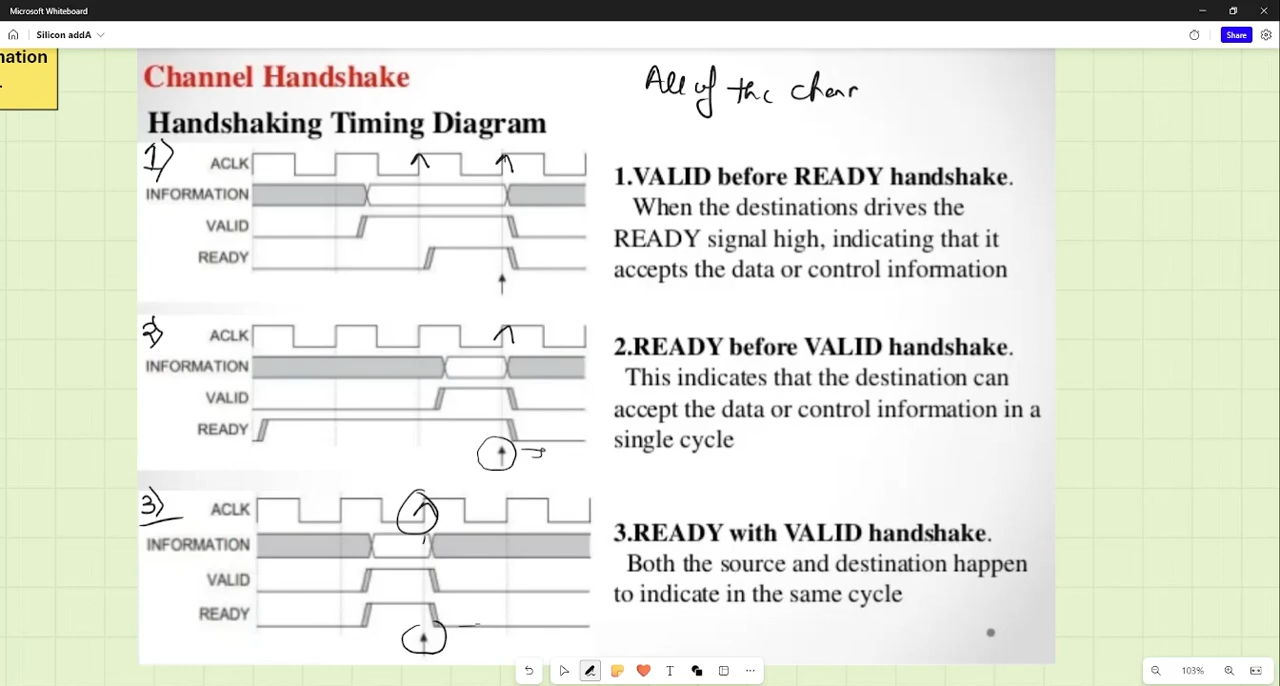 Microsoft Whiteboard
Silicon addA
Share
nation
.
Channel Handshake
All of the
Handshaking Timing Diagram
1)
ACLK
INFORMATION
VALID
READY
1.VALID before READY handshake.
When the destinations drives the
READY signal high, indicating that it
accepts the data or control information
2)
ACLK
INFORMATION
VALID
READY
2.READY before VALID handshake.
This indicates that the destination can
accept the data or control information in a
single cycle
3)
ACLK
INFORMATION
VALID
READY
3.READY with VALID handshake.
Both the source and destination happen
to indicate in the same cycle
T
103%